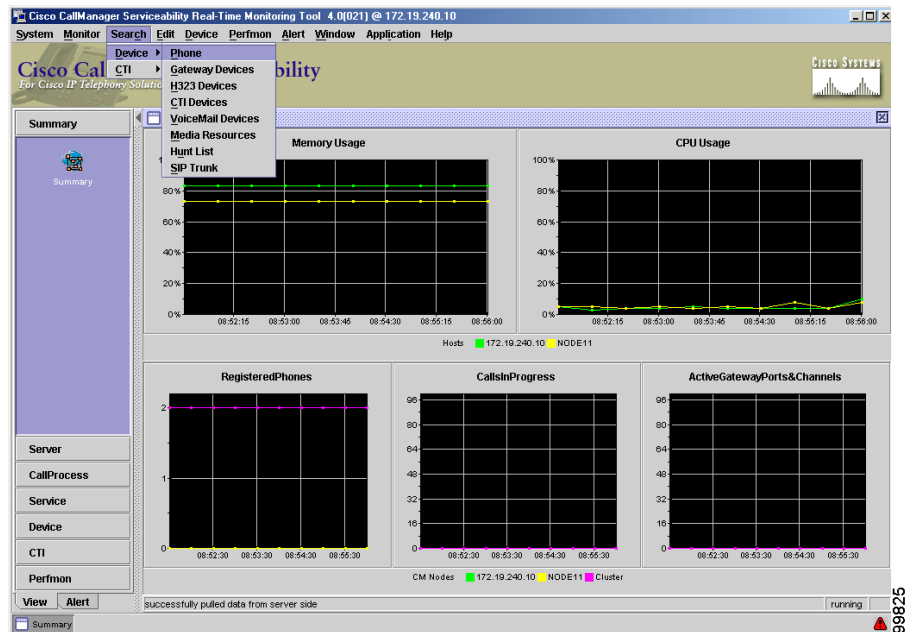 Cisco CallManager Serviceability Real-Time Monitoring Tool 4.0(021) @ 172.19.240.10
System Monitor Search Edit Device Perfmon Alert Window Application Help
Device
CTI
Phone
Gateway Devices
H323 Devices
CTI Devices
VoiceMail Devices
Media Resources
Hunt List
SIP Trunk
Cisco Cal
bility
For Cisco IP Telephony Solutio
CISCO SYSTEMS
Summary
Summary
Server
CallProcess
Service
Device
CTI
Perfmon
View Alert
Memory Usage
80%
60%
40%
20%
0%
08:52:15 08:53:00 08:53:45 08:54:30 08:55:15 08:56:00
CPU Usage
100%
80%
60%
40%
20%
0%
08:52:15 08:53:00 08:53:45 08:54:30 08:55:15 08:56:00
Hosts 172.19.240.10 NODE11
RegisteredPhones
2
1
0
08:52:30 08:53:30 08:54:30 08:55:30
CallsInProgress
96
80
64
48
32
16
0
08:52:30 08:53:30 08:54:30 08:55:30
ActiveGatewayPorts&Channels
96
80
64
48
32
16
0
08:52:30 08:53:30 08:54:30 08:55:30
CM Nodes 172.19.240.10 NODE11 Cluster
successfully pulled data from server side
running
Summary
99825